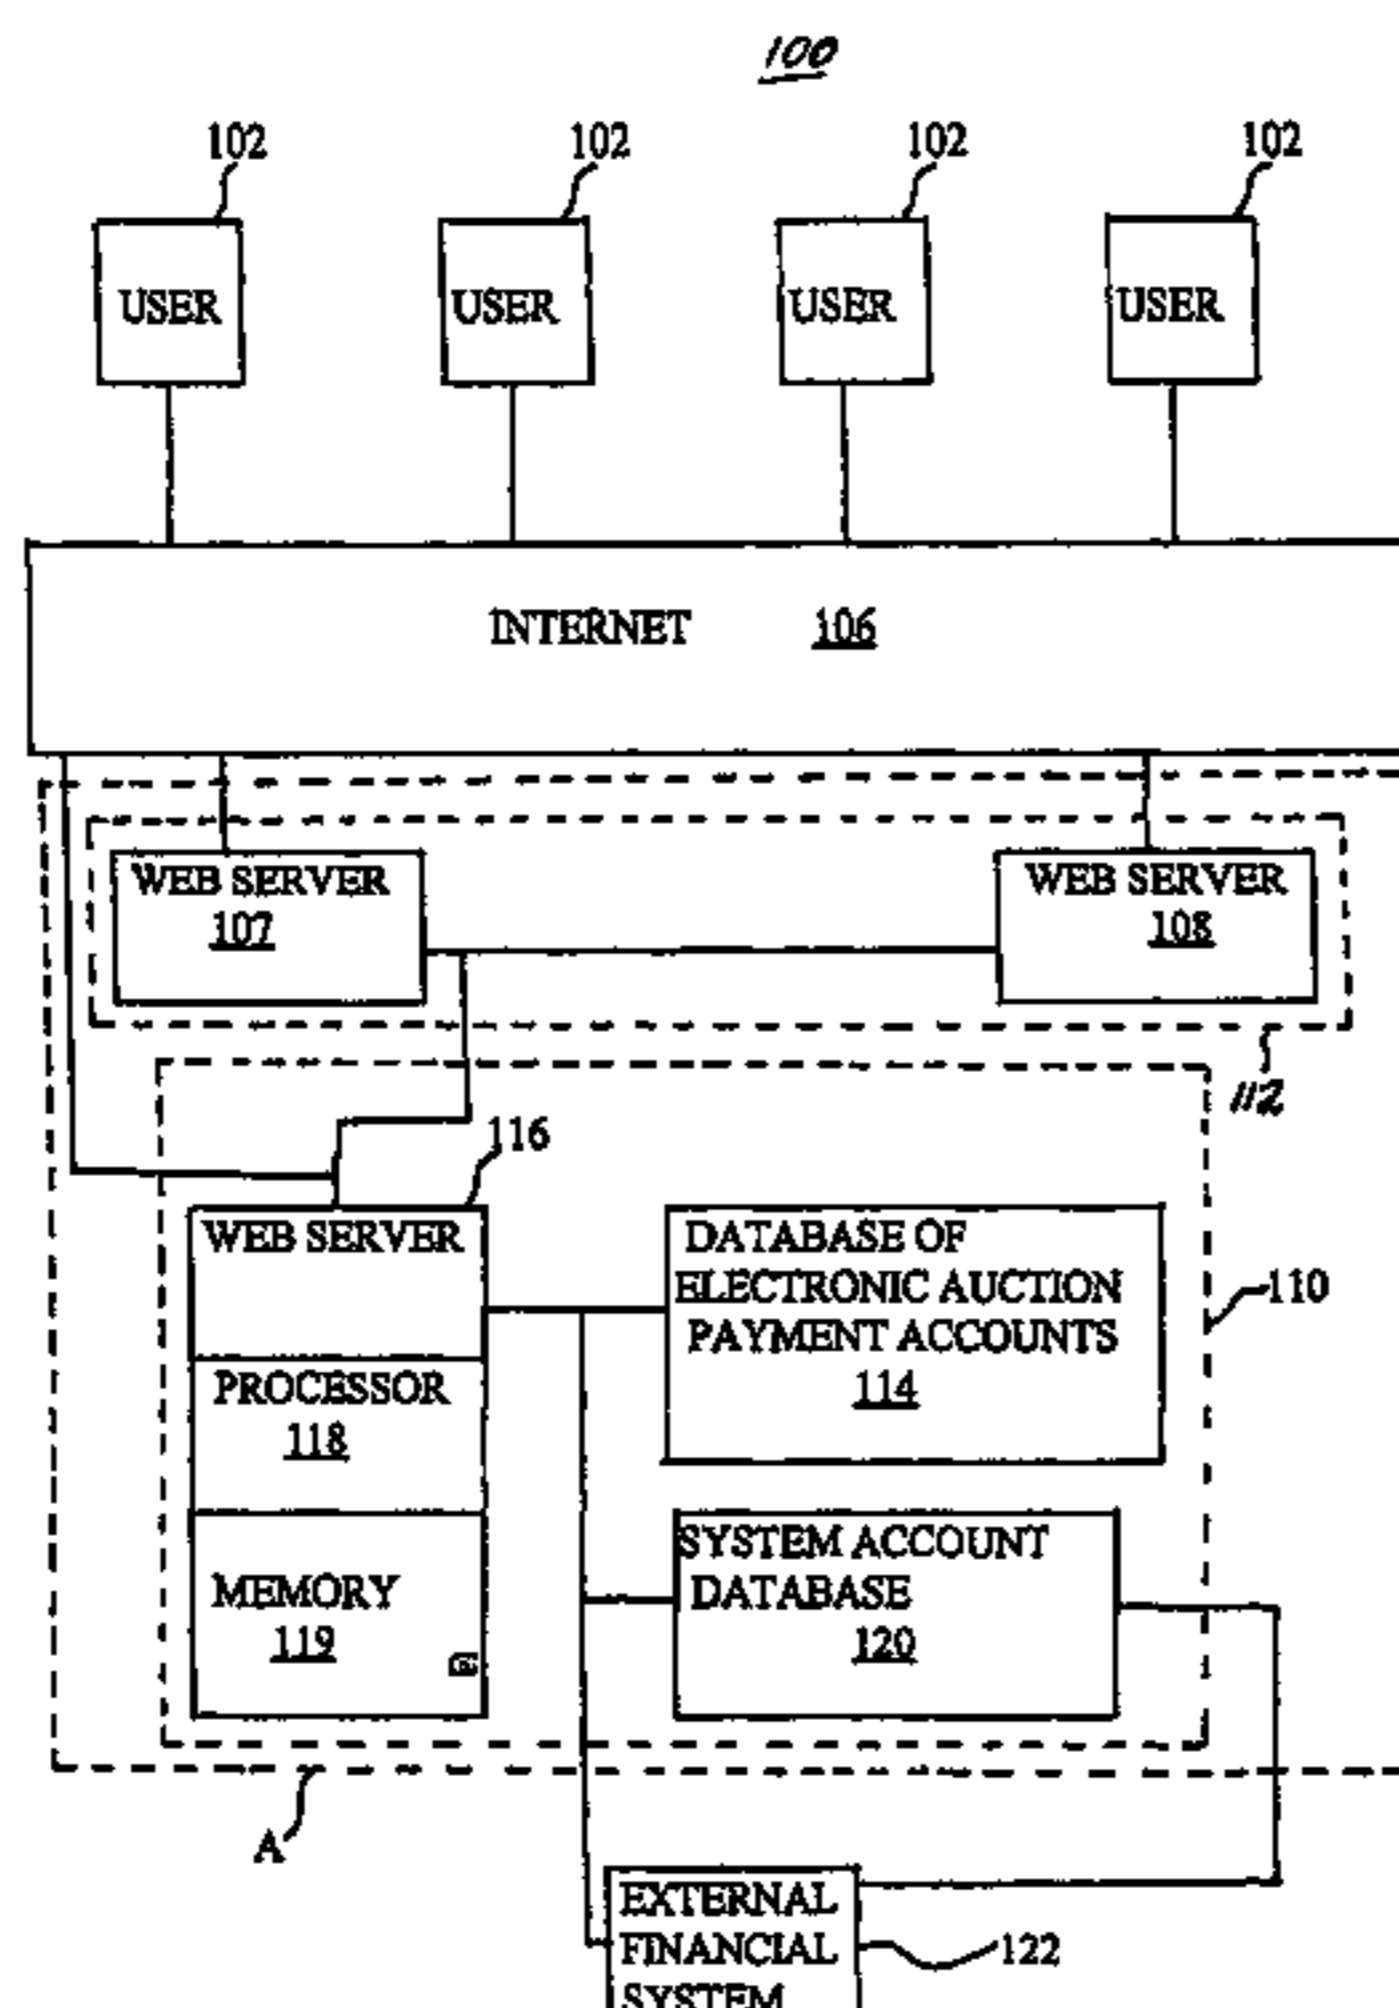 100
102 102 102 102
USER USER USER USER
INTERNET 106
WEB SERVER
107
WEB SERVER
108
112
116
WEB SERVER
PROCESSOR
118
MEMORY
119
DATABASE OF
ELECTRONIC AUCTION
PAYMENT ACCOUNTS
114
110
SYSTEM ACCOUNT
DATABASE
120
A
EXTERNAL
FINANCIAL
SYSTEM
122